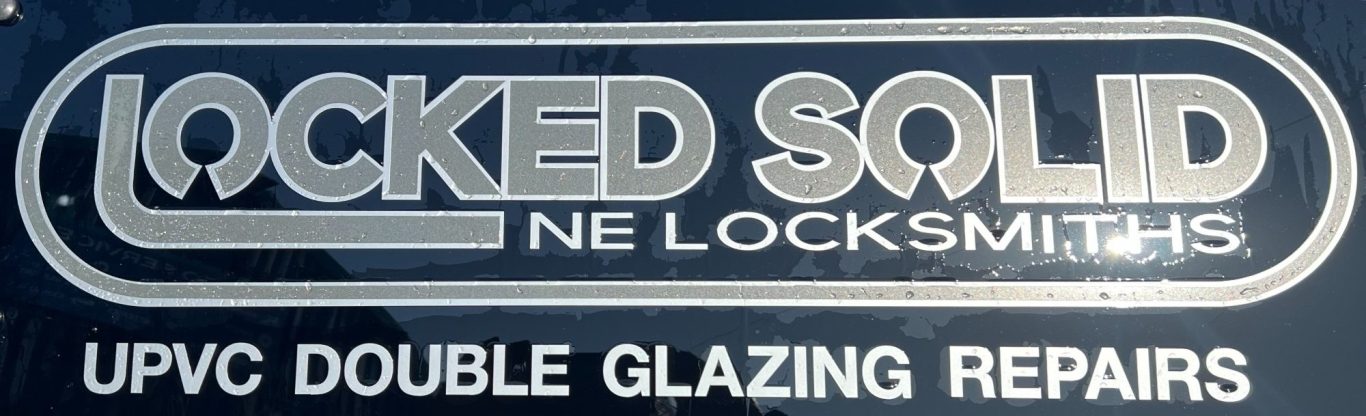 LOCKED SOLID
NE LOCKSMITHS
UPVC DOUBLE GLAZING REPAIRS